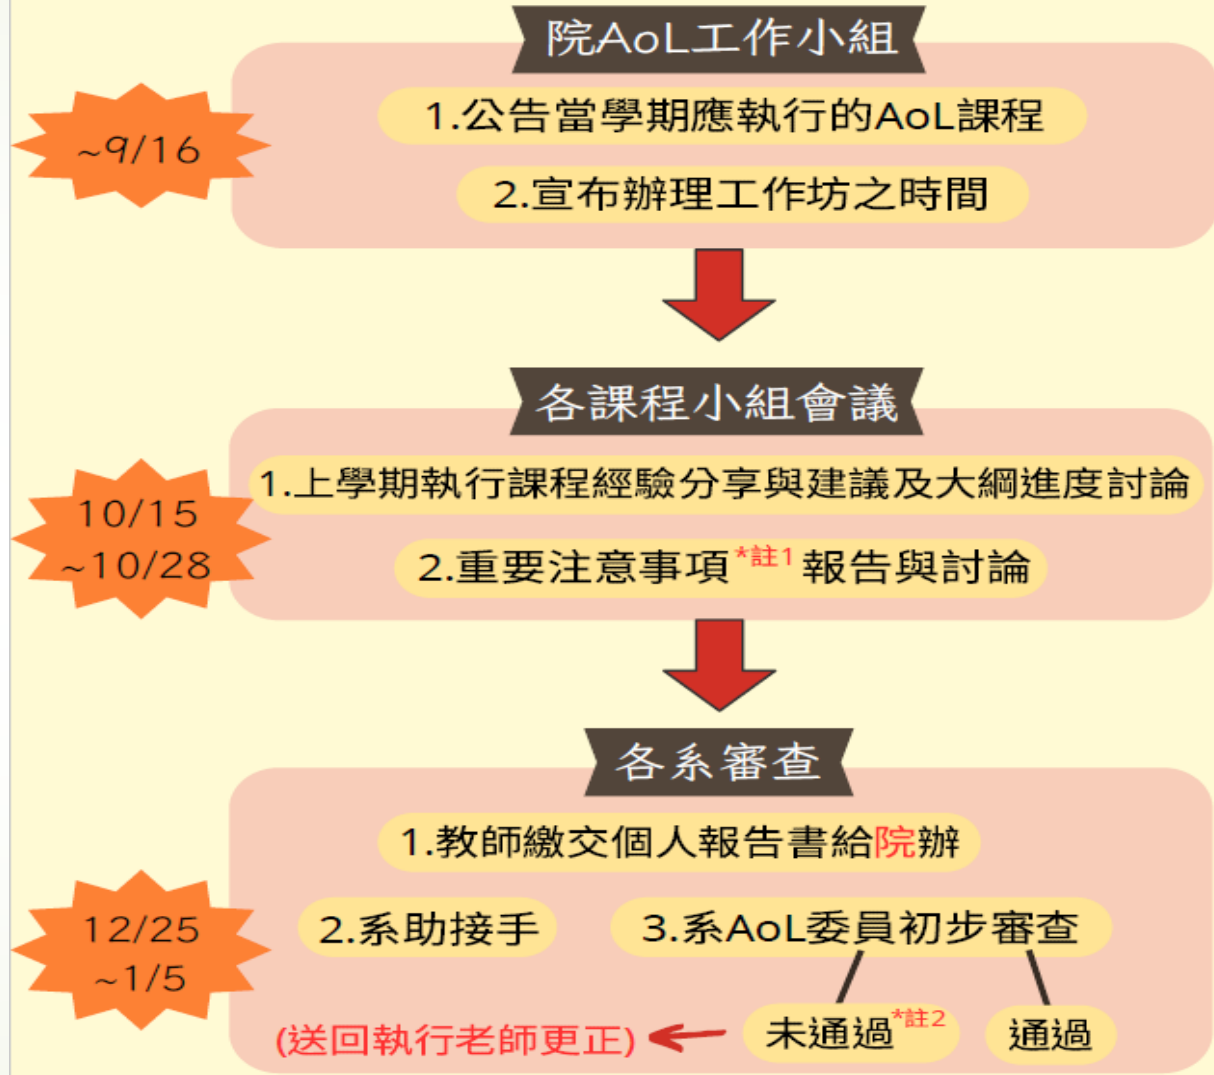 院AoL工作小組
~9/16
1.公告當學期應執行的AoL課程
2.宣布辦理工作坊之時間
各課程小組會議
10/15
~10/28
1.上學期執行課程經驗分享與建議及大綱進度討論
2.重要注意事項*註1報告與討論
各系審查
12/25
~1/5
1.教師繳交個人報告書給院辦
2.系助接手
3.系AoL委員初步審查
(送回執行老師更正)
未通過*註2
通過